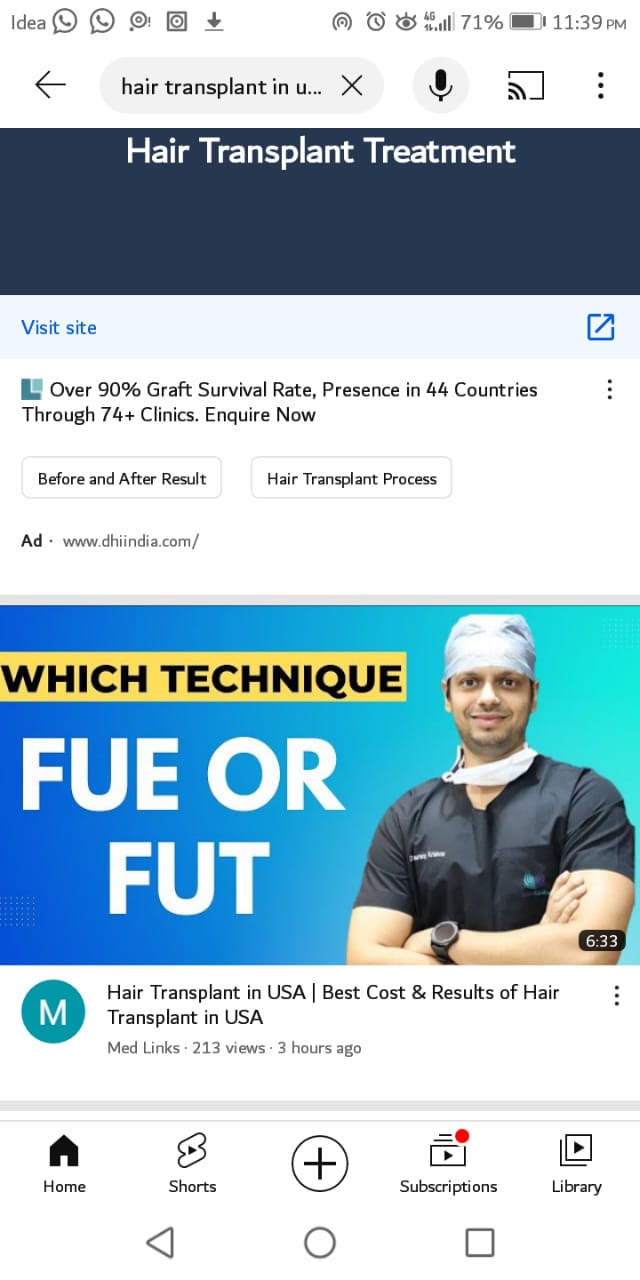 Idea 4G 71% 11:39 PM
hair transplant in u...
Hair Transplant Treatment
Visit site
Over 90% Graft Survival Rate, Presence in 44 Countries
Through 74+ Clinics. Enquire Now
Before and After Result Hair Transplant Process
Ad · www.dhiindia.com/
WHICH TECHNIQUE
FUE OR
FUT
6:33
M
Hair Transplant in USA | Best Cost & Results of Hair
Transplant in USA
Med Links · 213 views · 3 hours ago
Home Shorts Subscriptions Library